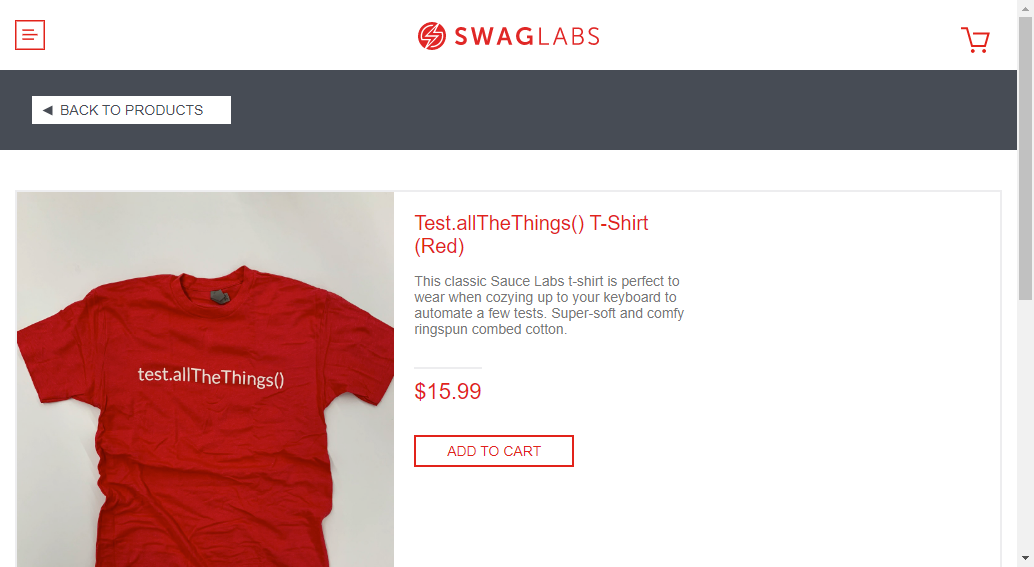 SWAGLABS
◄ BACK TO PRODUCTS
Test.allTheThings() T-Shirt
(Red)
This classic Sauce Labs t-shirt is perfect to
wear when cozying up to your keyboard to
automate a few tests. Super-soft and comfy
ringspun combed cotton.
test.allTheThings()
$15.99
ADD TO CART